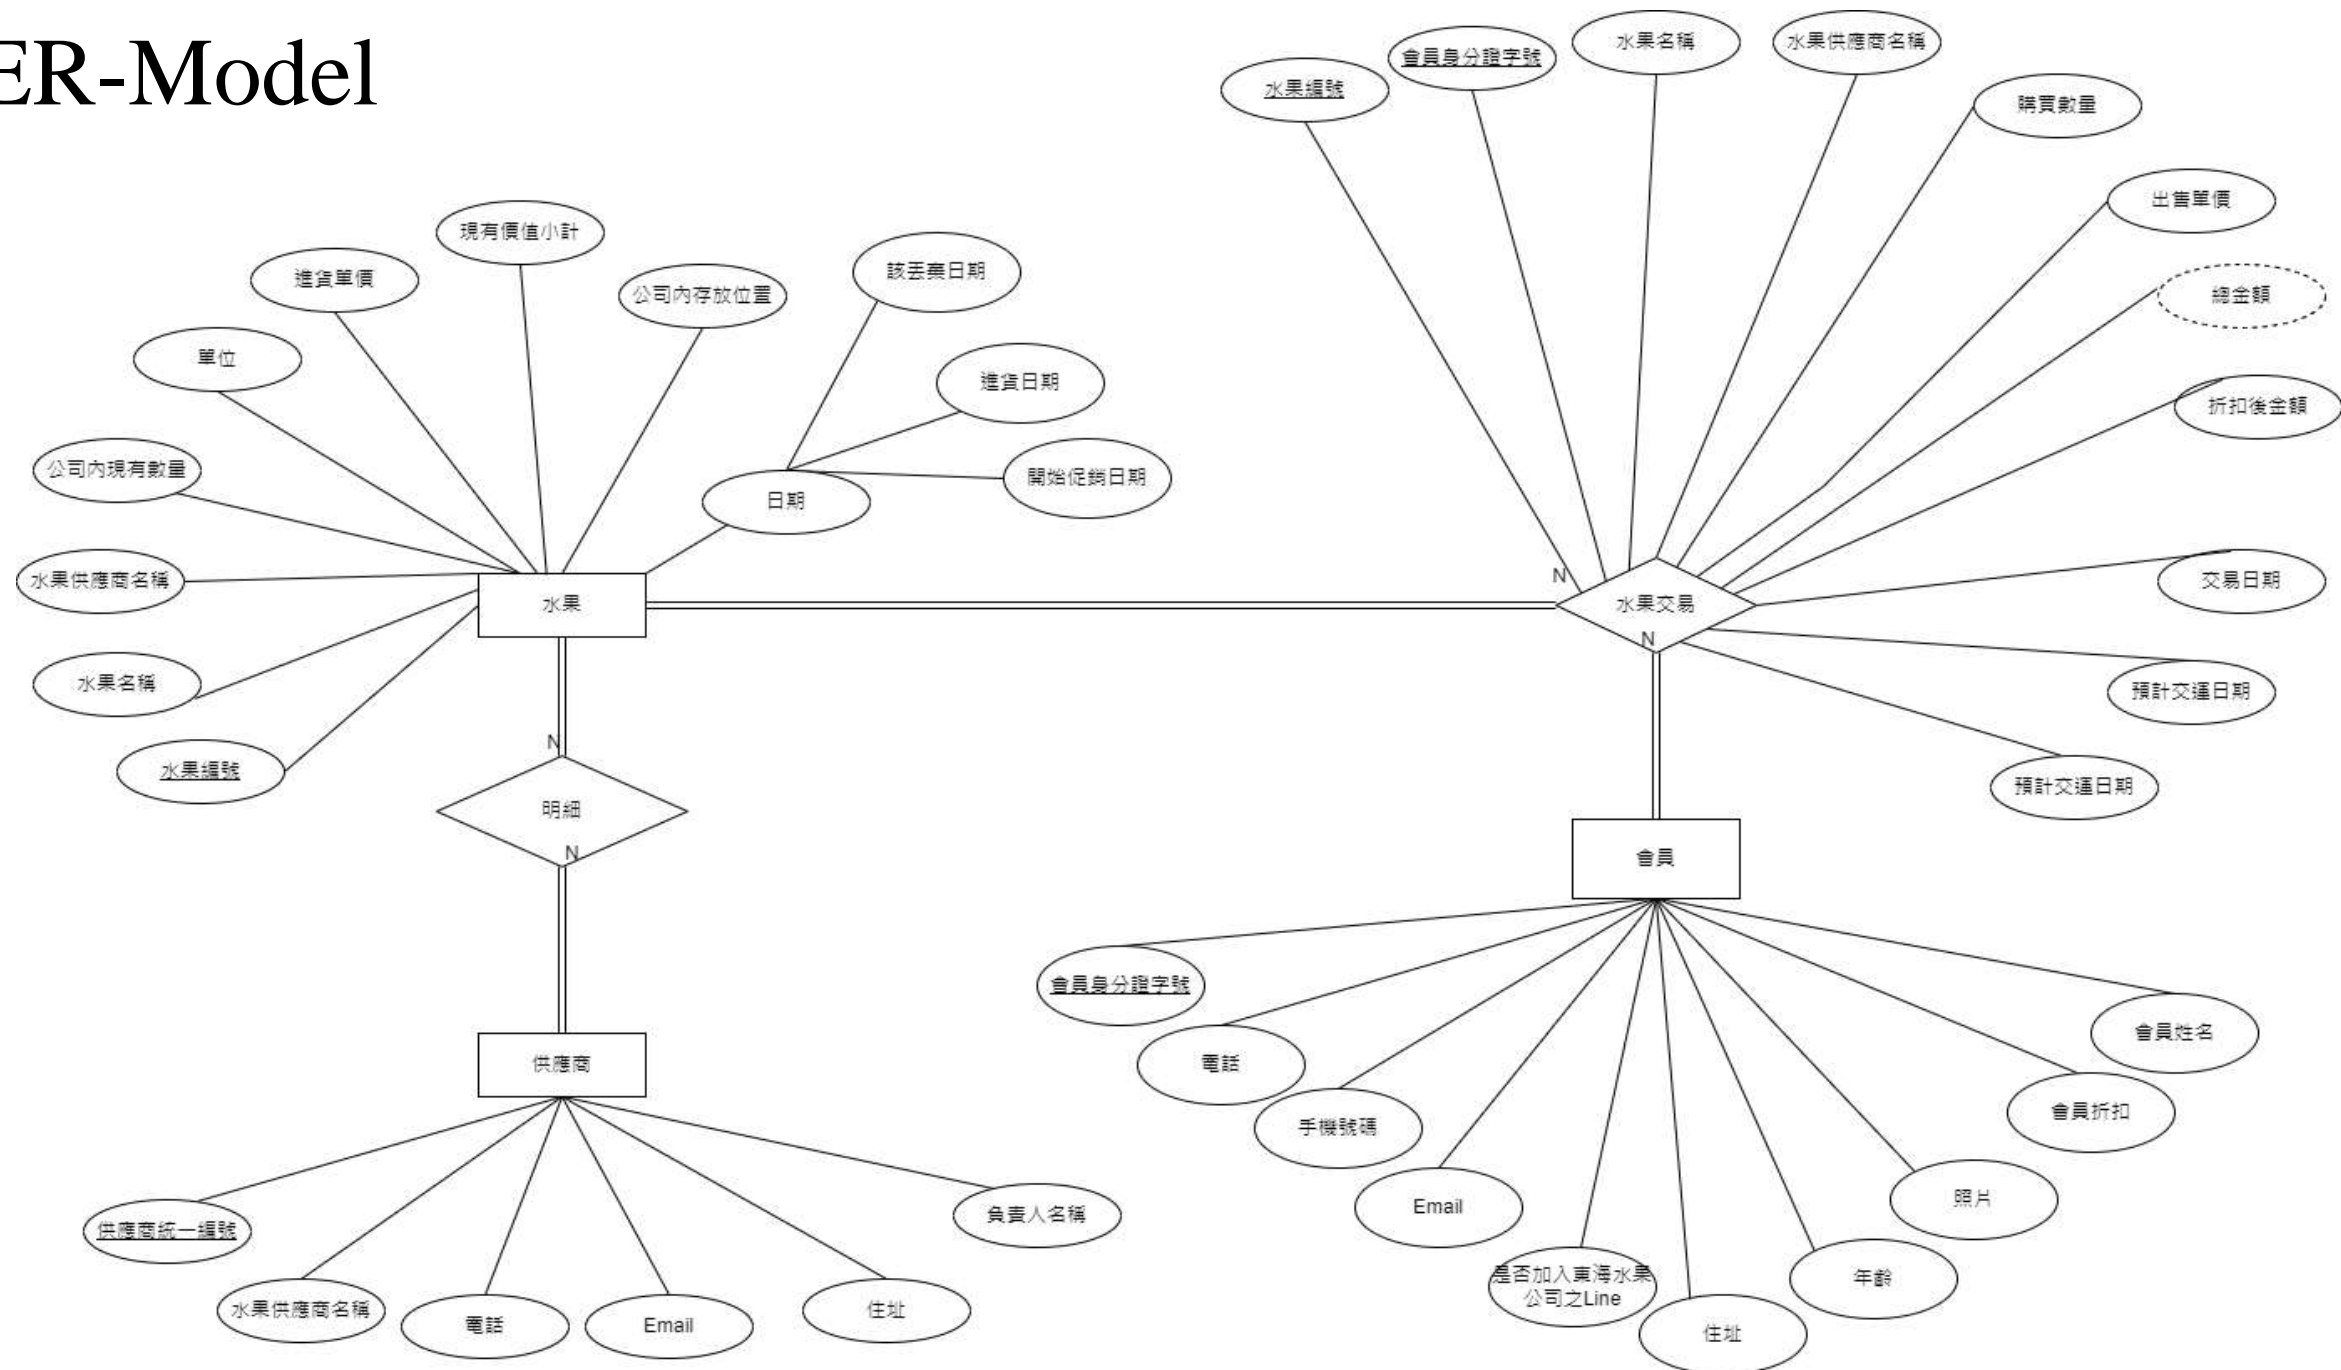 ER-Model
水果編號
會員身分證字號
水果名稱
水果供應商名稱
購買數量
出售單價
總金額
折扣後金額
交易日期
預計交運日期
預計交運日期
水果交易
N
N
現有價值小計
進貨單價
公司內存放位置
單位
公司內現有數量
水果供應商名稱
水果名稱
水果編號
該丟棄日期
進貨日期
開始促銷日期
日期
水果
N
明細
N
供應商
供應商統一編號
水果供應商名稱
電話
Email
住址
負責人名稱
會員
會員身分證字號
電話
手機號碼
Email
是否加入東海水果
公司之Line
住址
年齡
照片
會員折扣
會員姓名